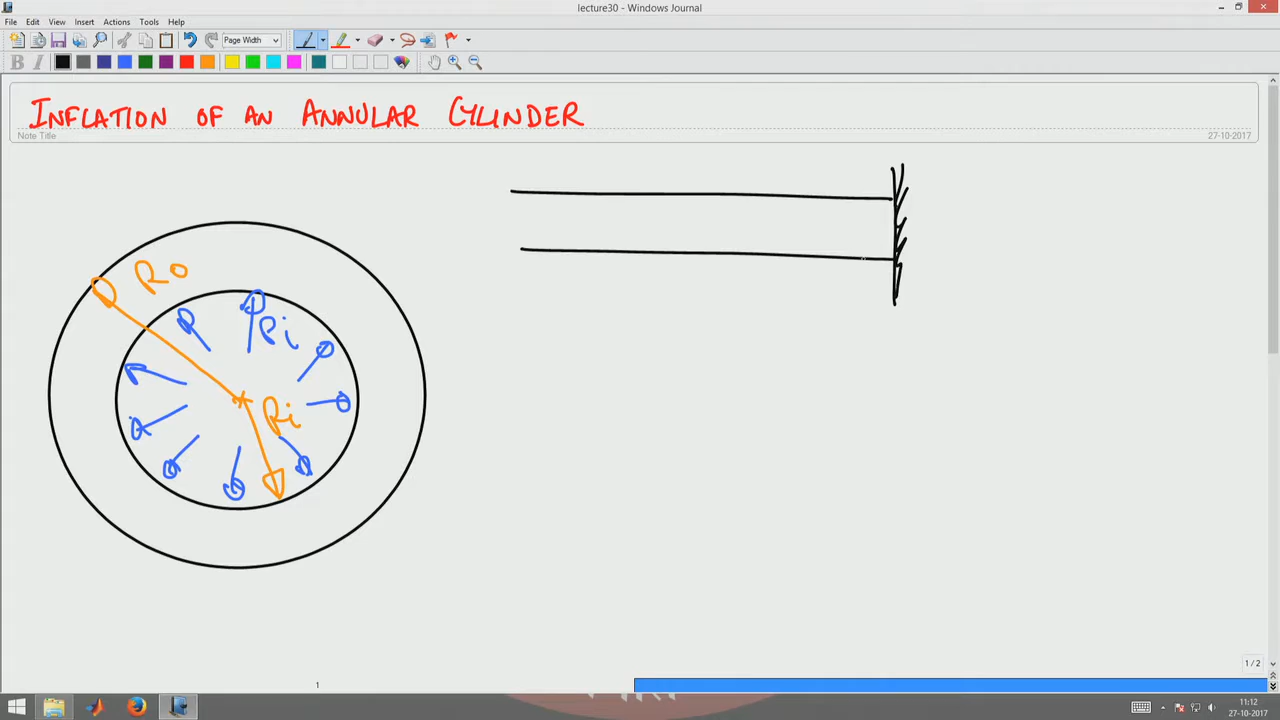 lecture30 - Windows Journal
File Edit View Insert Actions Tools Help
Page Width
B I
INFLATION OF AN ANNULAR CYLINDER
Note Title
27-10-2017
Ro
Pi
Ri
1
1 / 2
11:12
27-10-2017